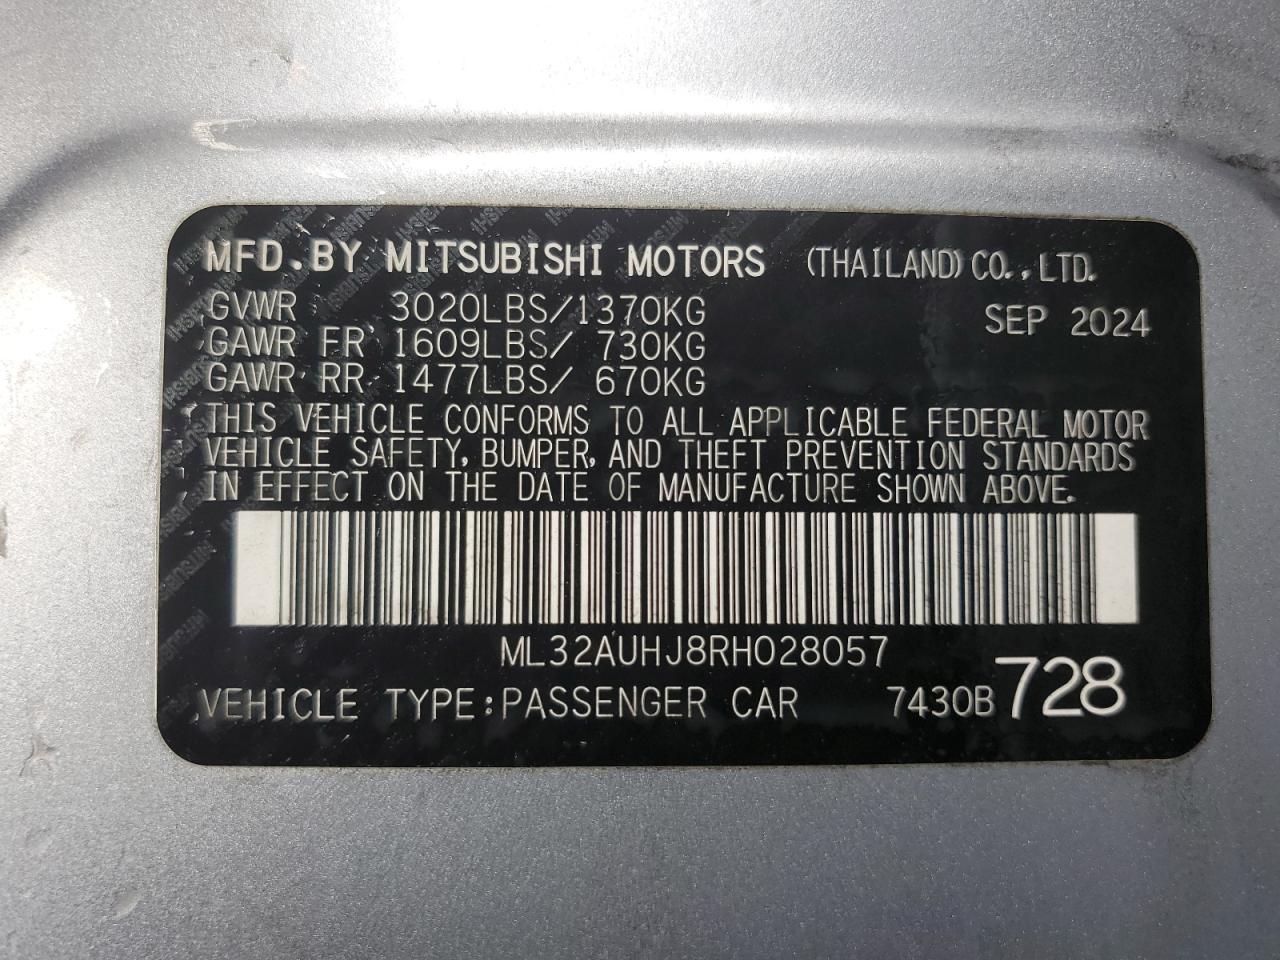 MFD.BY MITSUBISHI MOTORS (THAILAND) CO.,LTD.
GVWR 3020LBS/1370KG SEP 2024
GAWR FR 1609LBS/ 730KG
GAWR RR 1477LBS/ 670KG
THIS VEHICLE CONFORMS TO ALL APPLICABLE FEDERAL MOTOR
VEHICLE SAFETY, BUMPER, AND THEFT PREVENTION STANDARDS
IN EFFECT ON THE DATE OF MANUFACTURE SHOWN ABOVE.
ML32AUHJ8RH028057
VEHICLE TYPE:PASSENGER CAR 7430B 728